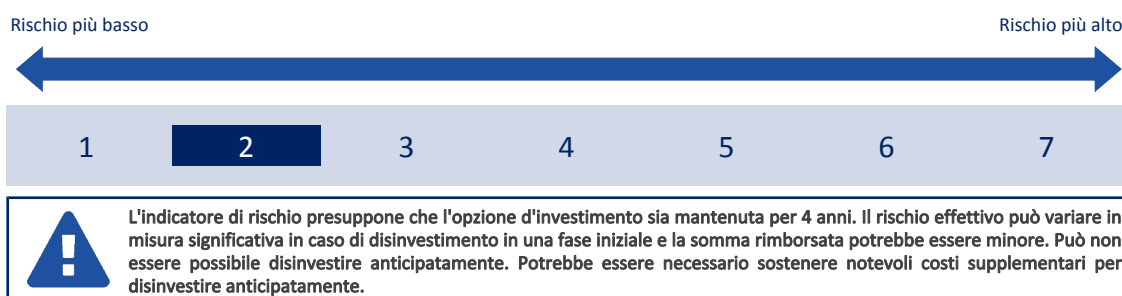 Rischio più basso Rischio più alto
1 2 3 4 5 6 7
L'indicatore di rischio presuppone che l'opzione d'investimento sia mantenuta per 4 anni. Il rischio effettivo può variare in
misura significativa in caso di disinvestimento in una fase iniziale e la somma rimborsata potrebbe essere minore. Può non
essere possibile disinvestire anticipatamente. Potrebbe essere necessario sostenere notevoli costi supplementari per
disinvestire anticipatamente.